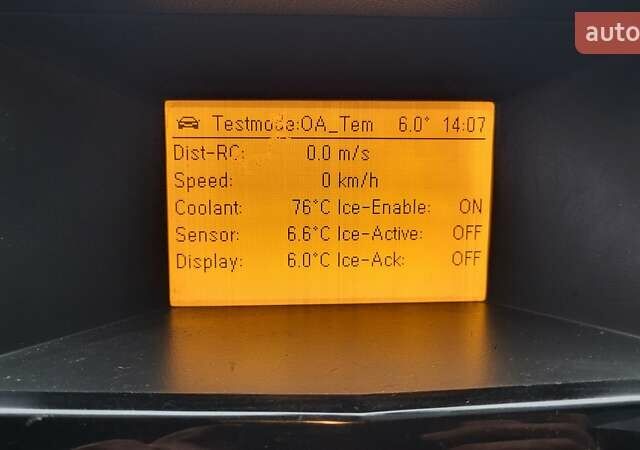 auto
Testmode:OA_Tem 6.0° 14:07
Dist-RC: 0.0 m/s
Speed: 0 km/h
Coolant: 76°C Ice-Enable: ON
Sensor: 6.6°C Ice-Active: OFF
Display: 6.0°C Ice-Ack: OFF